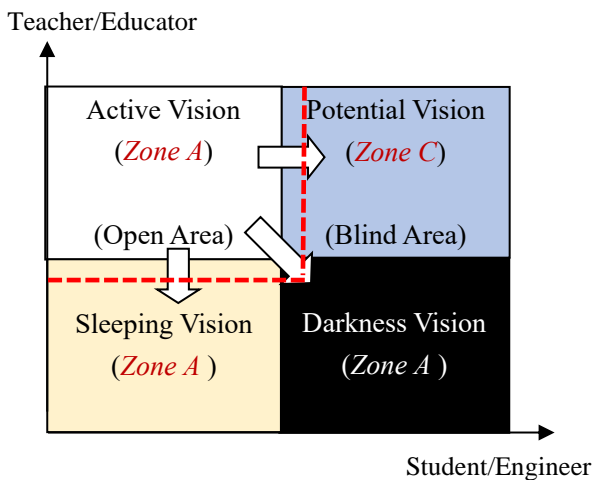 Teacher/Educator
Active Vision
(Zone A)
Potential Vision
(Zone C)
(Open Area)
(Blind Area)
Sleeping Vision
(Zone A )
Darkness Vision
(Zone A )
Student/Engineer